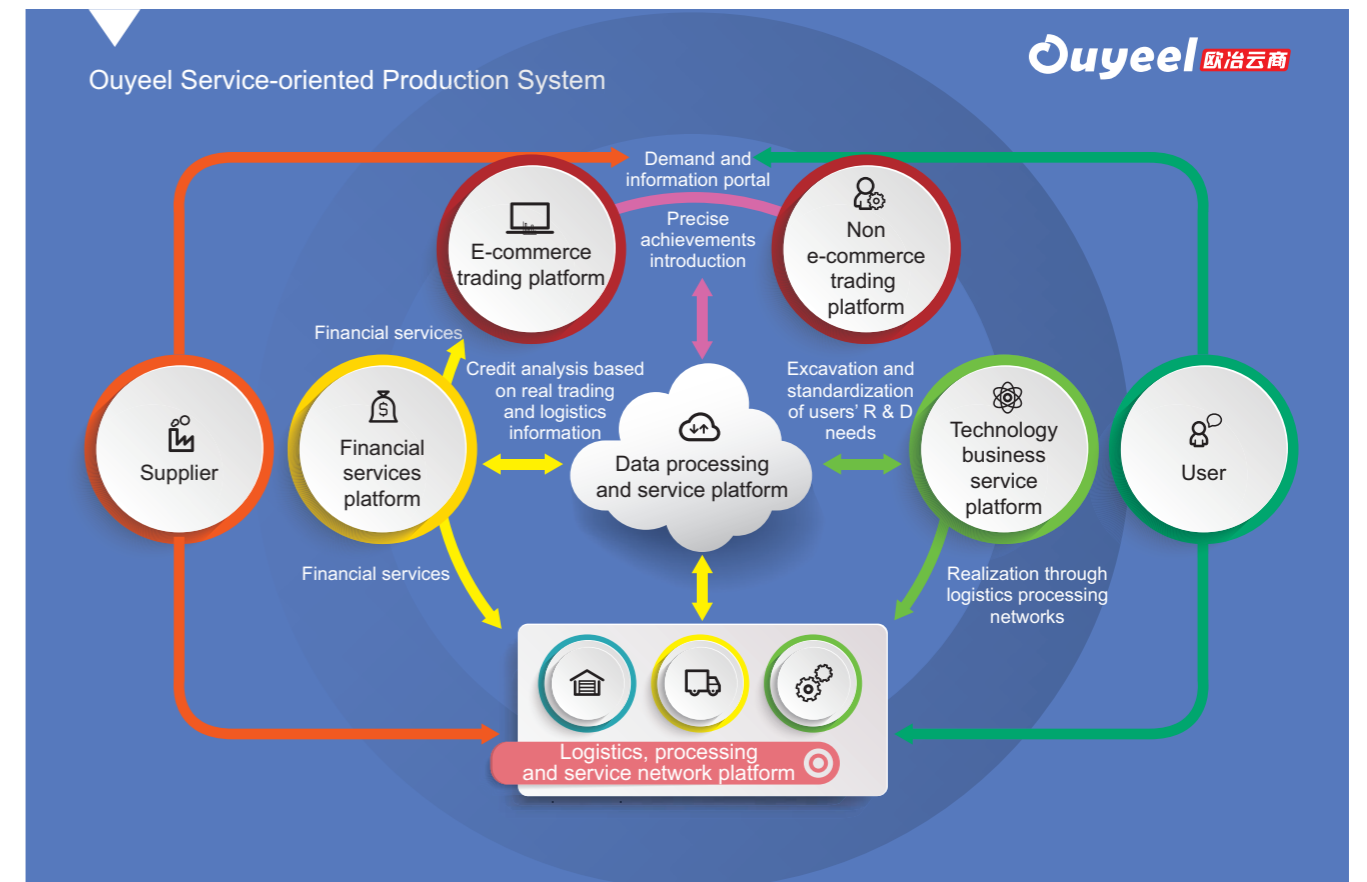 Ouyeel 欧冶云商
Ouyeel Service-oriented Production System
Demand and
information portal
Precise
achievements
introduction
E-commerce
trading platform
Non
e-commerce
trading
platform
Financial services
Credit analysis based
on real trading
and logistics
information
Excavation and
standardization
of users' R & D
needs
Supplier
$
Financial
services
platform
Data processing
and service platform
Technology
business
service
platform
User
Financial services
Realization through
logistics processing
networks
Logistics, processing
and service network platform